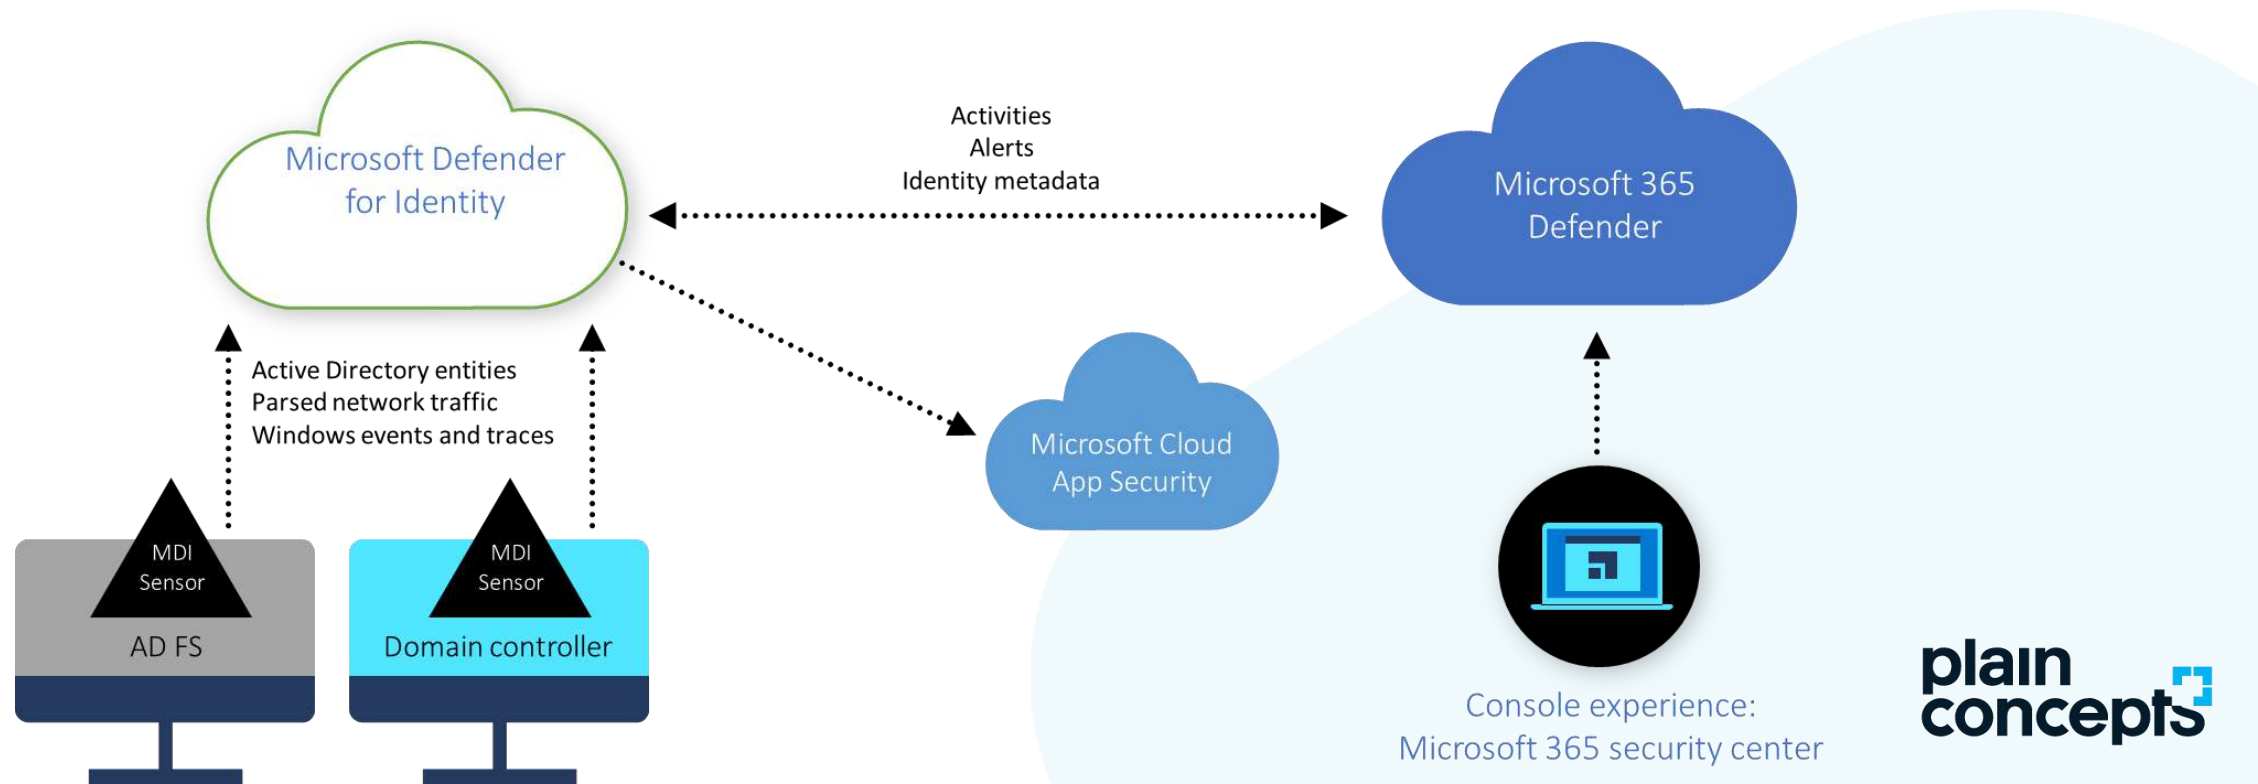 Microsoft Defender
for Identity
Activities
Alerts
Identity metadata
Microsoft 365
Defender
Active Directory entities
Parsed network traffic
Windows events and traces
Microsoft Cloud
App Security
MDI
Sensor
AD FS
MDI
Sensor
Domain controller
Console experience:
Microsoft 365 security center
plain
concepts